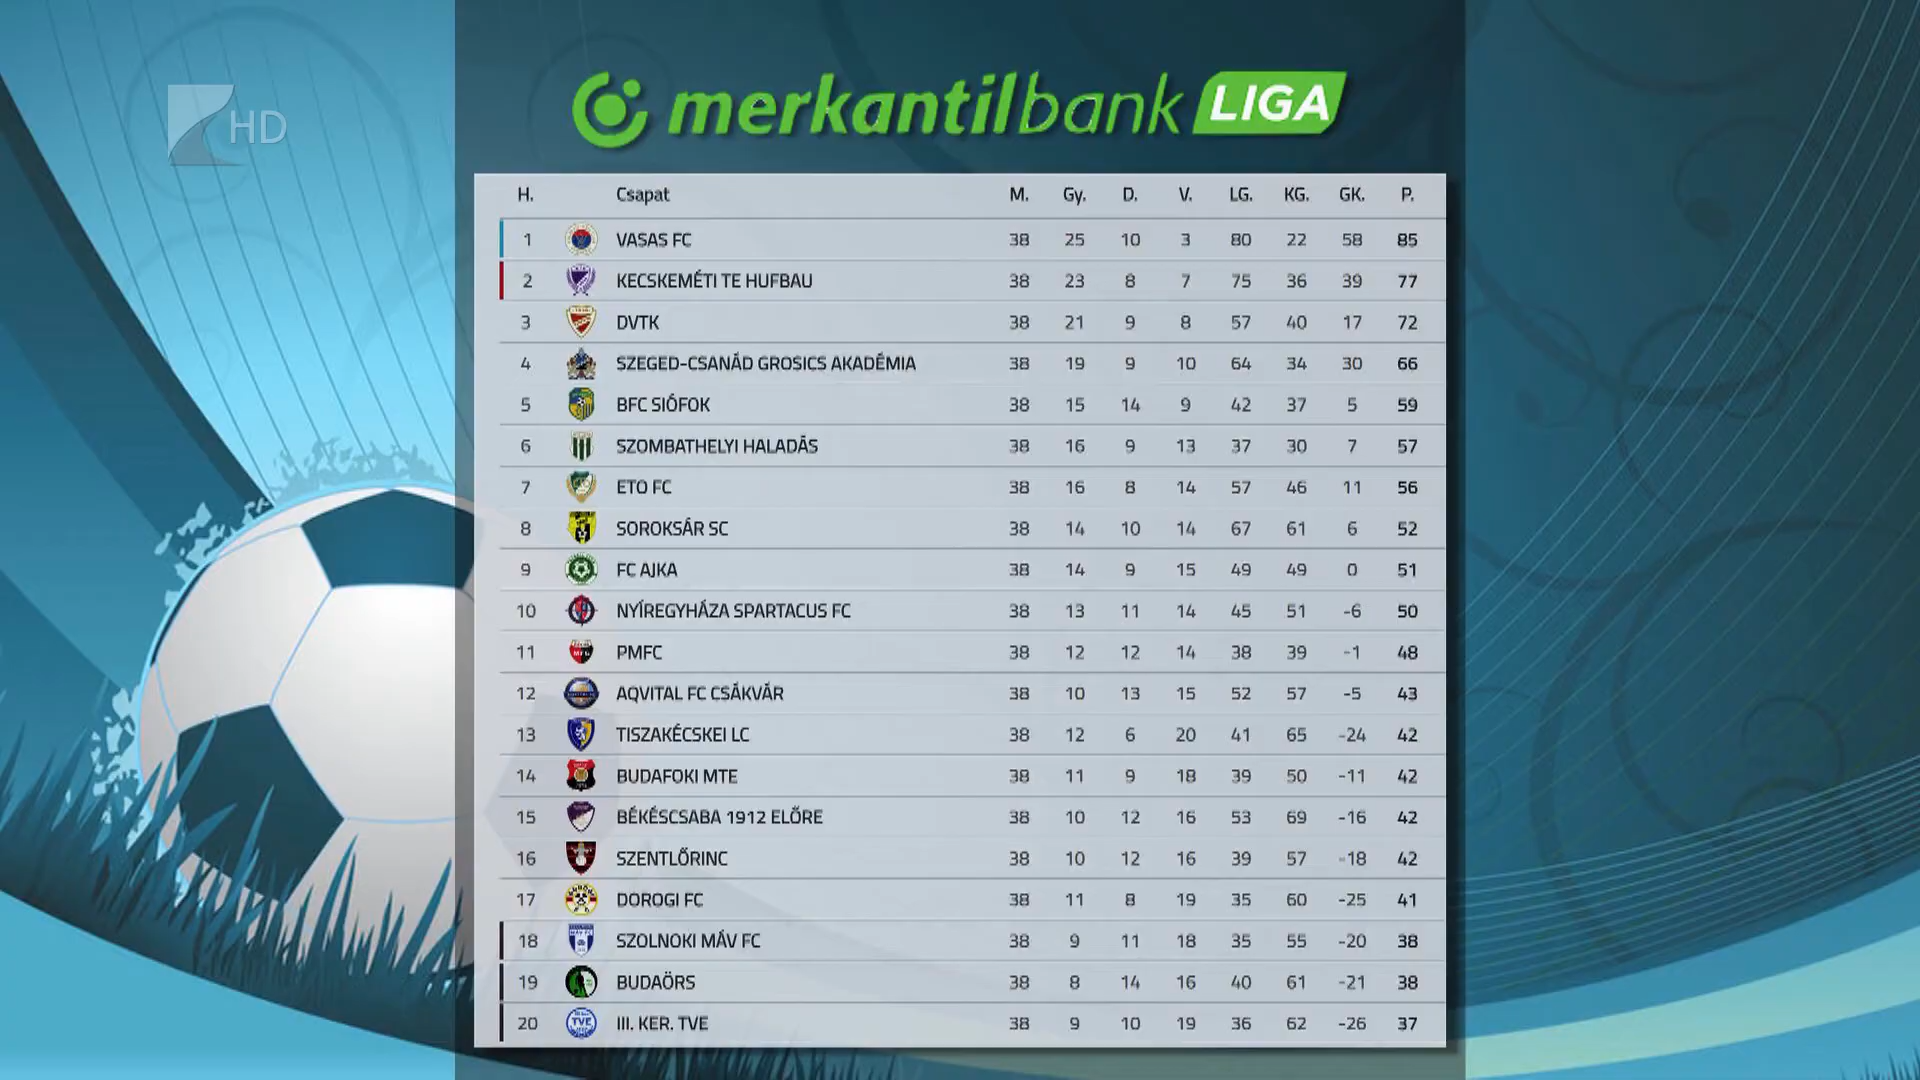 HD
merkantilbank LIGA
H. Csapat M. Gy. D. V. LG. KG. GK. P.
1 VASAS FC 38 25 10 3 80 22 58 85
2 KECSKEMÉTI TE HUFBAU 38 23 8 7 75 36 39 77
3 DVTK 38 21 9 8 57 40 17 72
4 SZEGED-CSANÁD GROSICS AKADÉMIA 38 19 9 10 64 34 30 66
5 BFC SIÓFOK 38 15 14 9 42 37 5 59
6 SZOMBATHELYI HALADÁS 38 16 9 13 37 30 7 57
7 ETO FC 38 16 8 14 57 46 11 56
8 SOROKSÁR SC 38 14 10 14 67 61 6 52
9 FC AJKA 38 14 9 15 49 49 0 51
10 NYÍREGYHÁZA SPARTACUS FC 38 13 11 14 45 51 -6 50
11 PMFC 38 12 12 14 38 39 -1 48
12 AQVITAL FC CSÁKVÁR 38 10 13 15 52 57 -5 43
13 TISZAKÉCSKEI LC 38 12 6 20 41 65 -24 42
14 BUDAFOKI MTE 38 11 9 18 39 50 -11 42
15 BÉKÉSCSABA 1912 ELŐRE 38 10 12 16 53 69 -16 42
16 SZENTLŐRINC 38 10 12 16 39 57 -18 42
17 DOROGI FC 38 11 8 19 35 60 -25 41
18 SZOLNOKI MÁV FC 38 9 11 18 35 55 -20 38
19 BUDAÖRS 38 8 14 16 40 61 -21 38
20 TVE III. KER. TVE 38 9 10 19 36 62 -26 37